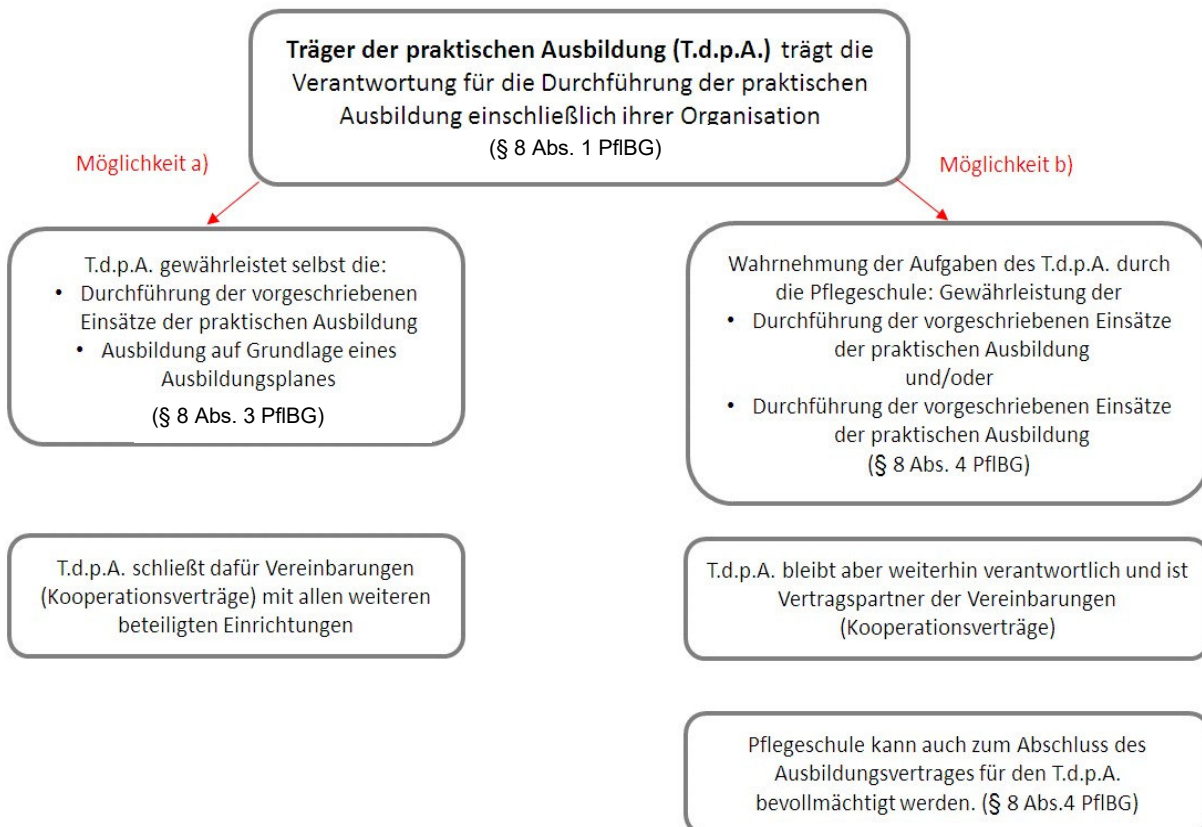 Träger der praktischen Ausbildung (T.d.p.A.) trägt die
Verantwortung für die Durchführung der praktischen
Ausbildung einschließlich ihrer Organisation
(§ 8 Abs. 1 PflBG)
Möglichkeit a)
Möglichkeit b)
T.d.p.A. gewährleistet selbst die:
• Durchführung der vorgeschriebenen
Einsätze der praktischen Ausbildung
• Ausbildung auf Grundlage eines
Ausbildungsplanes
(§ 8 Abs. 3 PflBG)
Wahrnehmung der Aufgaben des T.d.p.A. durch
die Pflegeschule: Gewährleistung der
• Durchführung der vorgeschriebenen Einsätze
der praktischen Ausbildung
und/oder
• Durchführung der vorgeschriebenen Einsätze
der praktischen Ausbildung
(§ 8 Abs. 4 PflBG)
T.d.p.A. schließt dafür Vereinbarungen
(Kooperationsverträge) mit allen weiteren
beteiligten Einrichtungen
T.d.p.A. bleibt aber weiterhin verantwortlich und ist
Vertragspartner der Vereinbarungen
(Kooperationsverträge)
Pflegeschule kann auch zum Abschluss des
Ausbildungsvertrages für den T.d.p.A.
bevollmächtigt werden. (§ 8 Abs.4 PflBG)